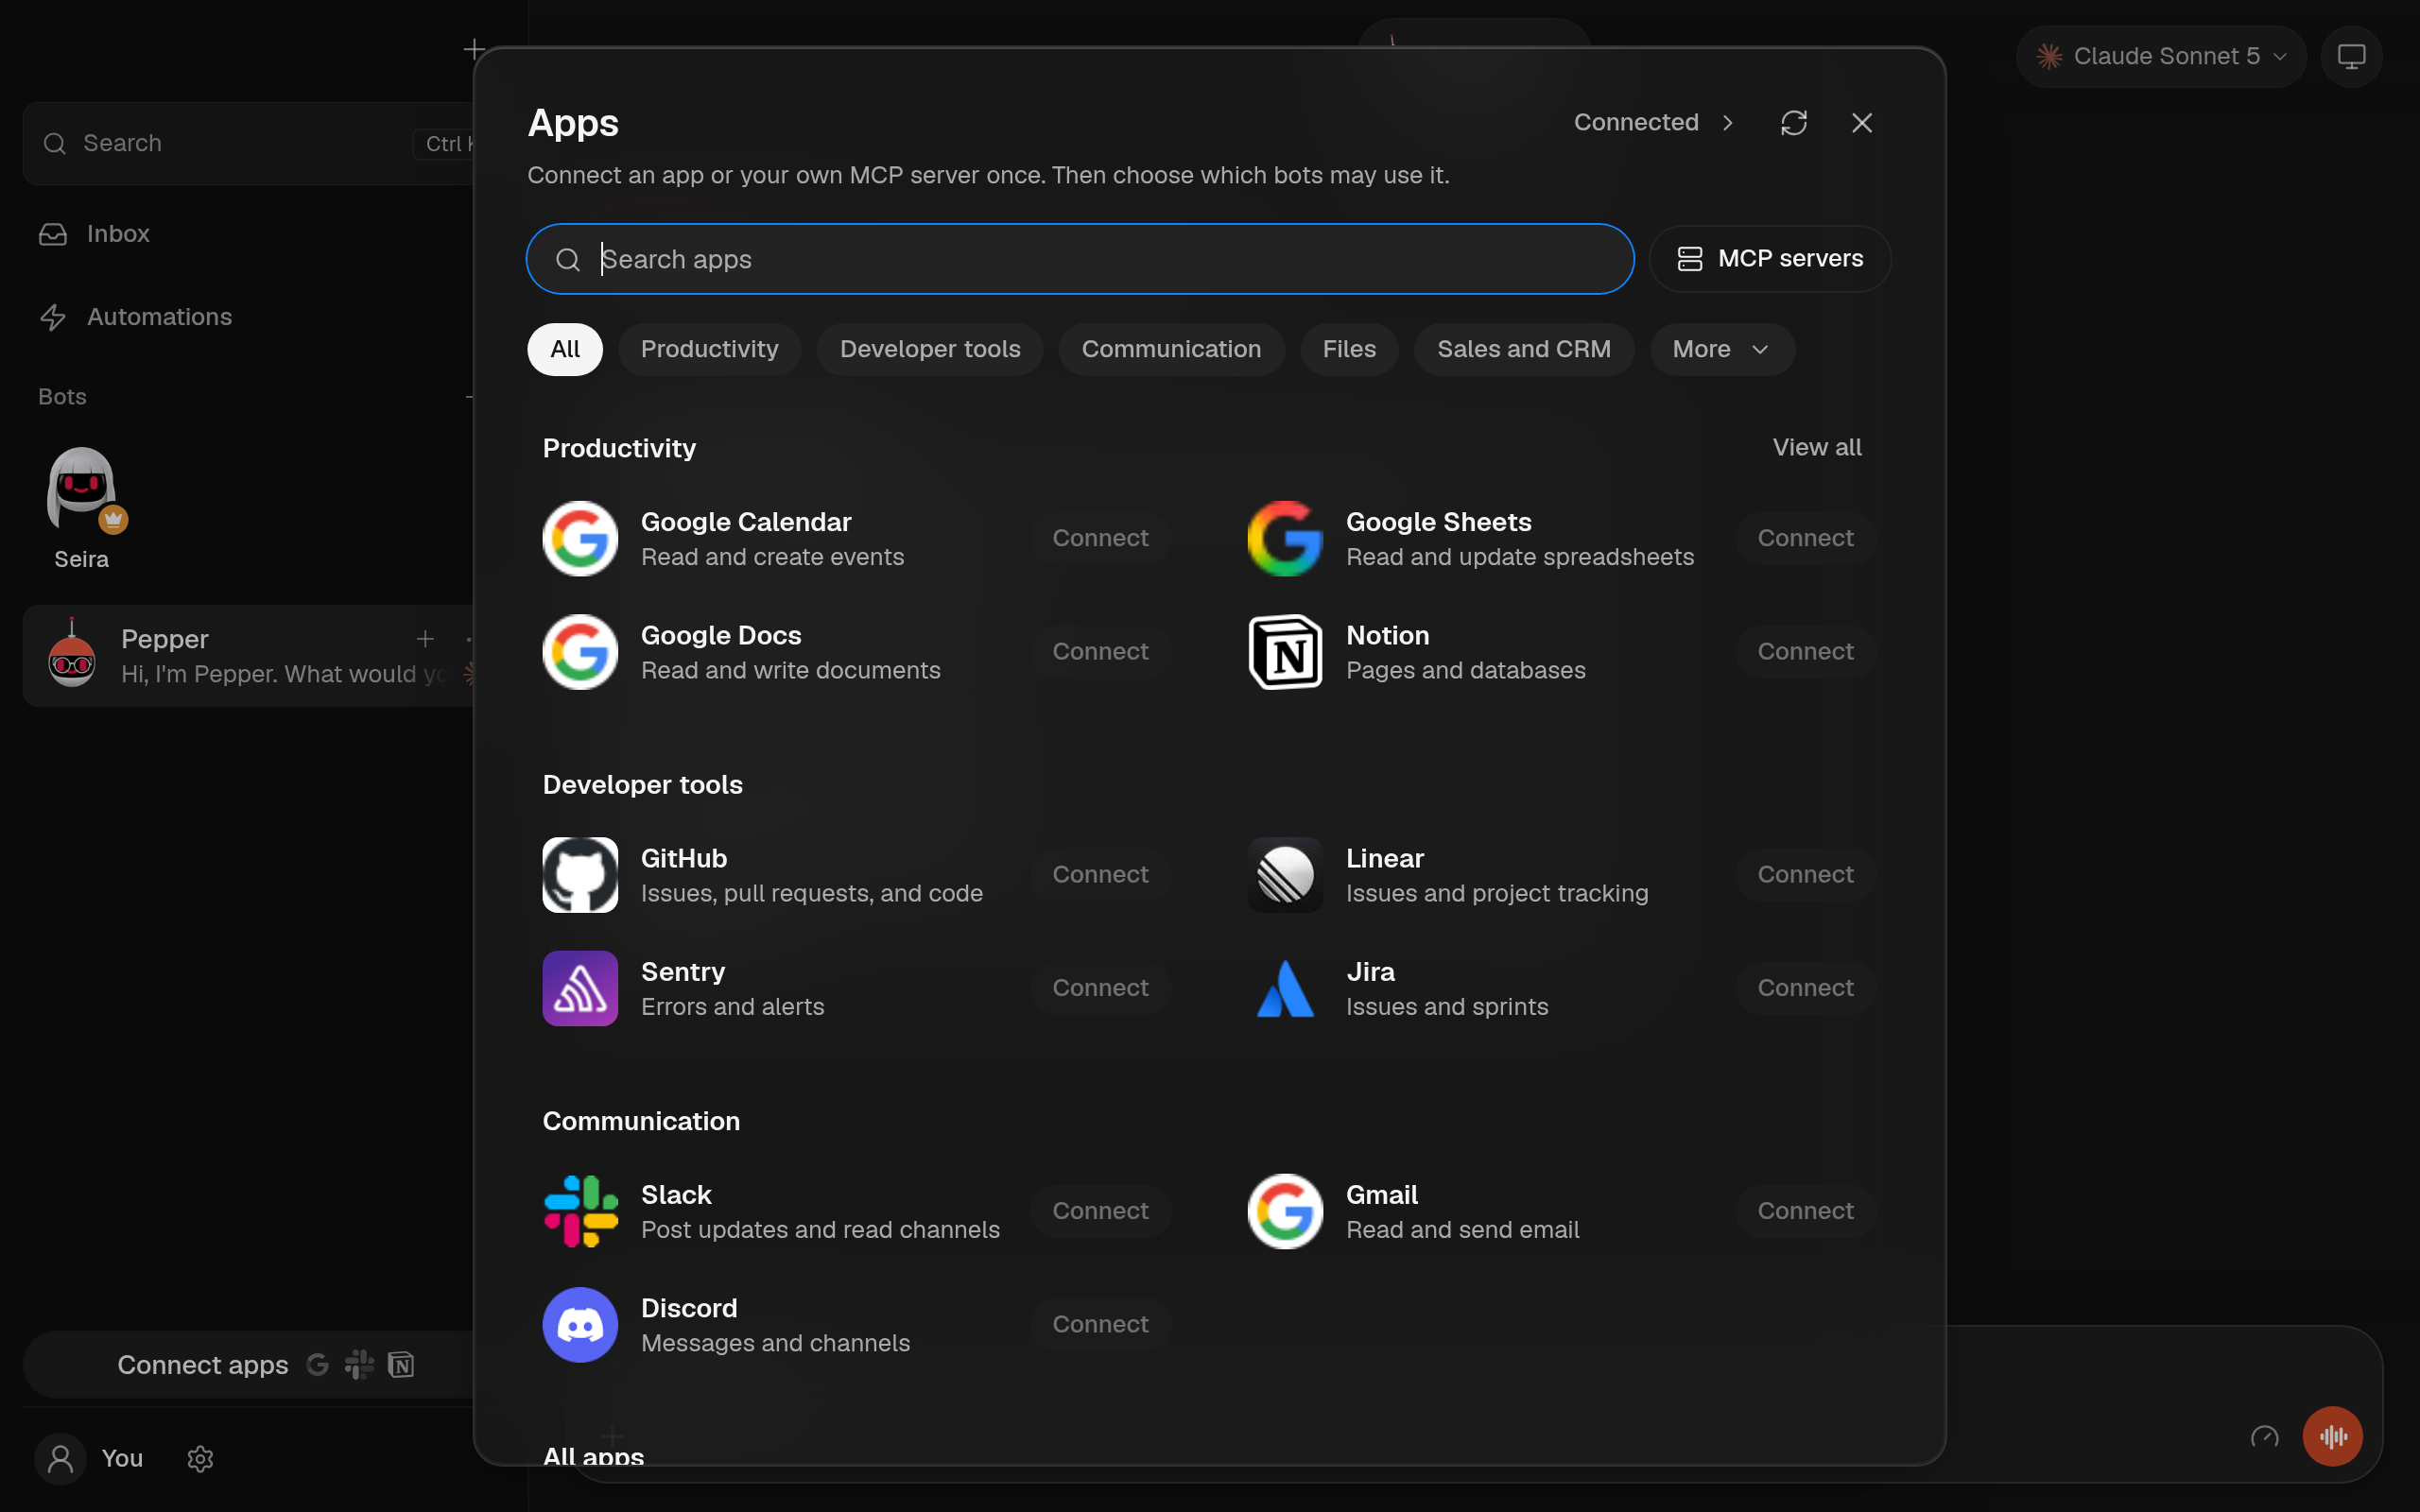 Claude Sonnet 5
Search
Ctrl K
Inbox
Automations
Bots
Seira
Pepper
Hi, I'm Pepper. What would yo
Connect apps
You
Apps
Connected
Connect an app or your own MCP server once. Then choose which bots may use it.
Search apps
MCP servers
All
Productivity
Developer tools
Communication
Files
Sales and CRM
More
Productivity
View all
Google Calendar
Read and create events
Connect
Google Sheets
Read and update spreadsheets
Connect
Google Docs
Read and write documents
Connect
Notion
Pages and databases
Connect
Developer tools
GitHub
Issues, pull requests, and code
Connect
Linear
Issues and project tracking
Connect
Sentry
Errors and alerts
Connect
Jira
Issues and sprints
Connect
Communication
Slack
Post updates and read channels
Connect
Gmail
Read and send email
Connect
Discord
Messages and channels
Connect
All apps